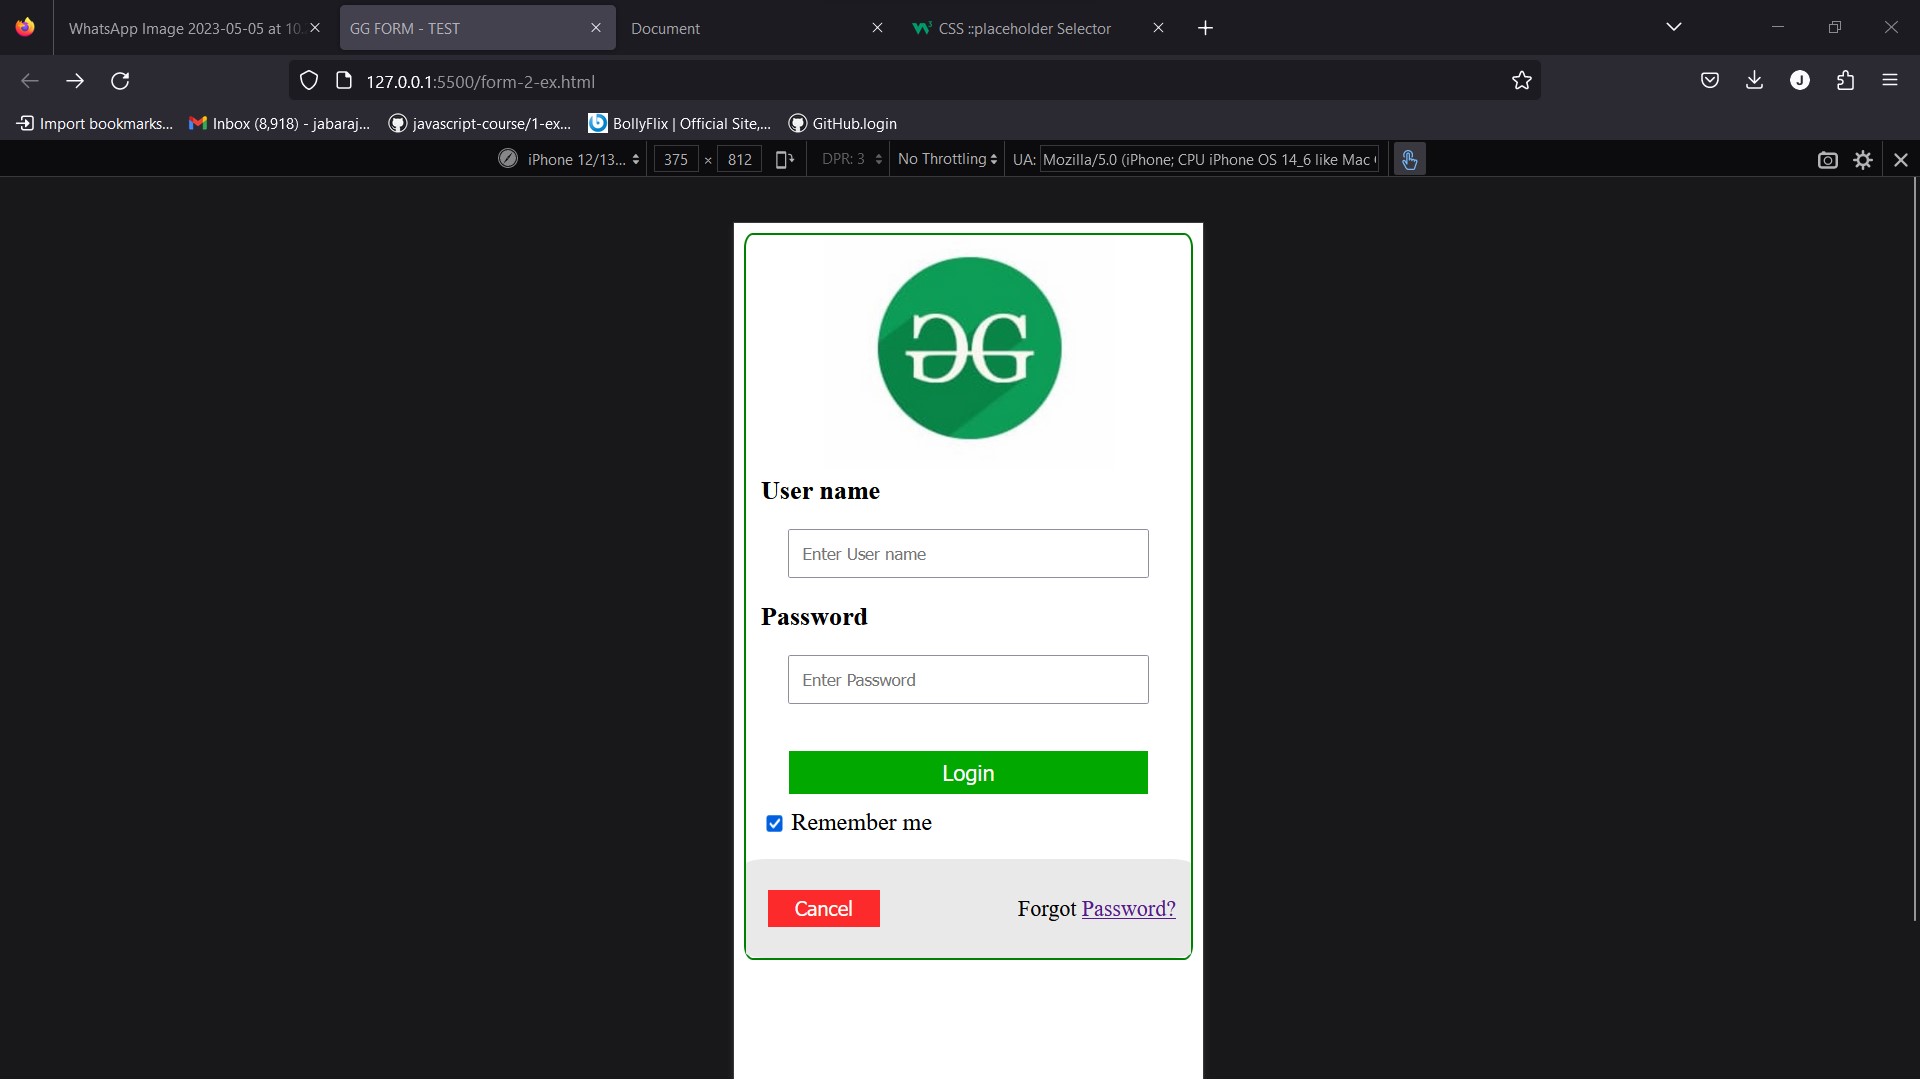 WhatsApp Image 2023-05-05 at 10.
GG FORM - TEST
Document
CSS ::placeholder Selector
127.0.0.1:5500/form-2-ex.html
J
Import bookmarks...
Inbox (8,918) - jabaraj...
javascript-course/1-ex...
BollyFlix | Official Site,...
GitHub.login
iPhone 12/13...
375 × 812
DPR: 3
No Throttling
UA: Mozilla/5.0 (iPhone; CPU iPhone OS 14_6 like Mac
GG
User name
Enter User name
Password
Enter Password
Login
Remember me
Cancel
Forgot Password?